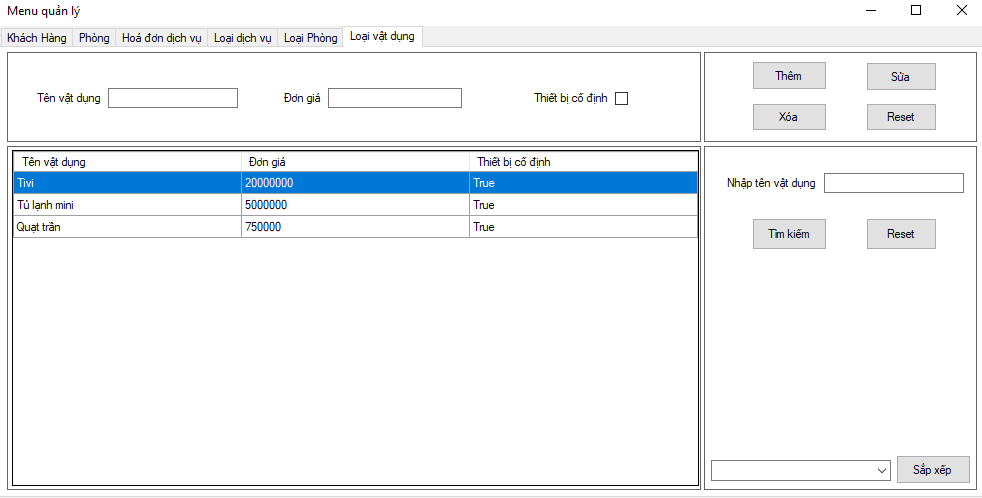 Menu quản lý
Khách Hàng Phòng Hoá đơn dịch vụ Loại dịch vụ Loại Phòng Loại vật dụng
Tên vật dụng Đơn giá Thiết bị cố định
Thêm Sửa
Xóa Reset
Tên vật dụng Đơn giá Thiết bị cố định
Tivi 20000000 True
Tủ lạnh mini 5000000 True
Quạt trần 750000 True
Nhập tên vật dụng
Tìm kiếm Reset
Sắp xếp